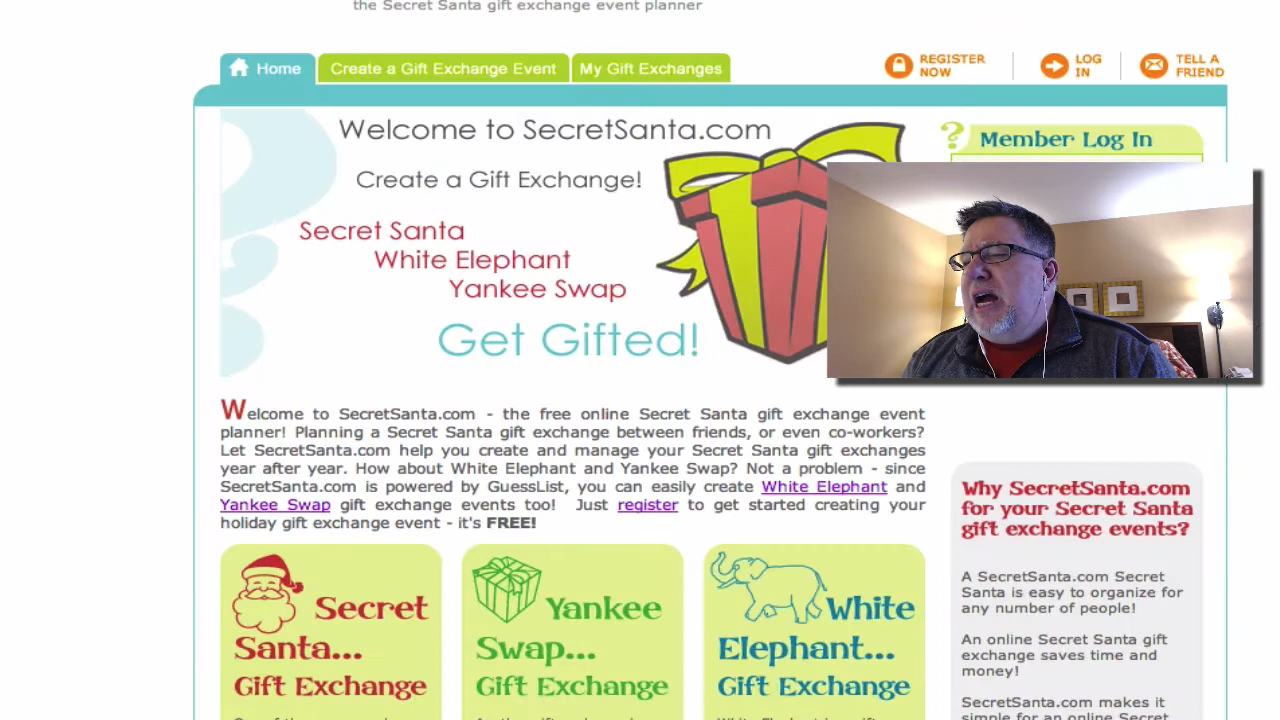 the Secret Santa gift exchange event planner
Home
Create a Gift Exchange Event
My Gift Exchanges
REGISTER
NOW
LOG
IN
TELL A
FRIEND
Welcome to SecretSanta.com
Create a Gift Exchange!
Secret Santa
White Elephant
Yankee Swap
Get Gifted!
? Member Log In
Welcome to SecretSanta.com - the free online Secret Santa gift exchange event
planner! Planning a Secret Santa gift exchange between friends, or even co-workers?
Let SecretSanta.com help you create and manage your Secret Santa gift exchanges
year after year. How about White Elephant and Yankee Swap? Not a problem - since
SecretSanta.com is powered by GuessList, you can easily create White Elephant and
Yankee Swap gift exchange events too! Just register to get started creating your
holiday gift exchange event - it's FREE!
Secret
Santa...
Gift Exchange
Yankee
Swap...
Gift Exchange
White
Elephant...
Gift Exchange
Why SecretSanta.com
for your Secret Santa
gift exchange events?
A SecretSanta.com Secret
Santa is easy to organize for
any number of people!
An online Secret Santa gift
exchange saves time and
money!
SecretSanta.com makes it
simple for an online Secret